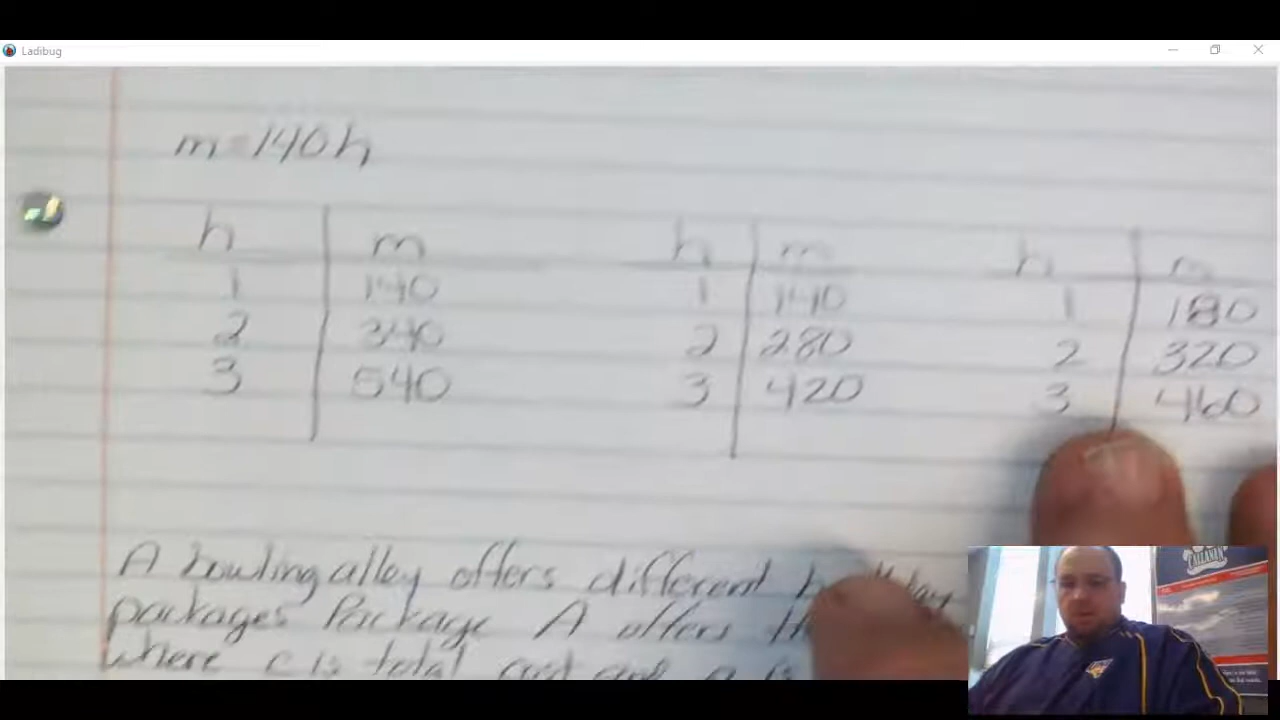 Ladibug
m = 140h
h m h m h m
1 140 1 140 1 180
2 340 2 280 2 320
3 540 3 420 3 460
A bowling alley offers different
packages Package A offers
where c is total cost and
CALLANAN